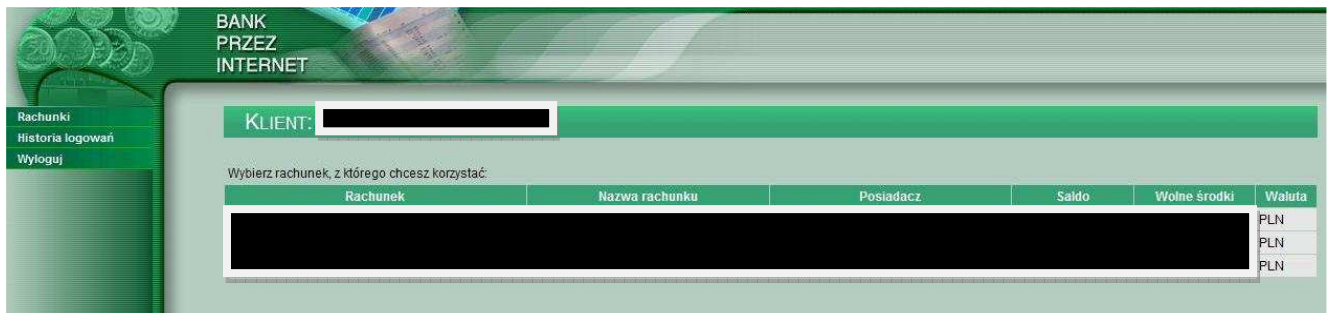 BANK
PRZEZ
INTERNET
Rachunki
Historia logowań
Wyloguj
KLIENT:
Wybierz rachunek, z którego chcesz korzystać:
Rachunek Nazwa rachunku Posiadacz Saldo Wolne środki Waluta
PLN
PLN
PLN